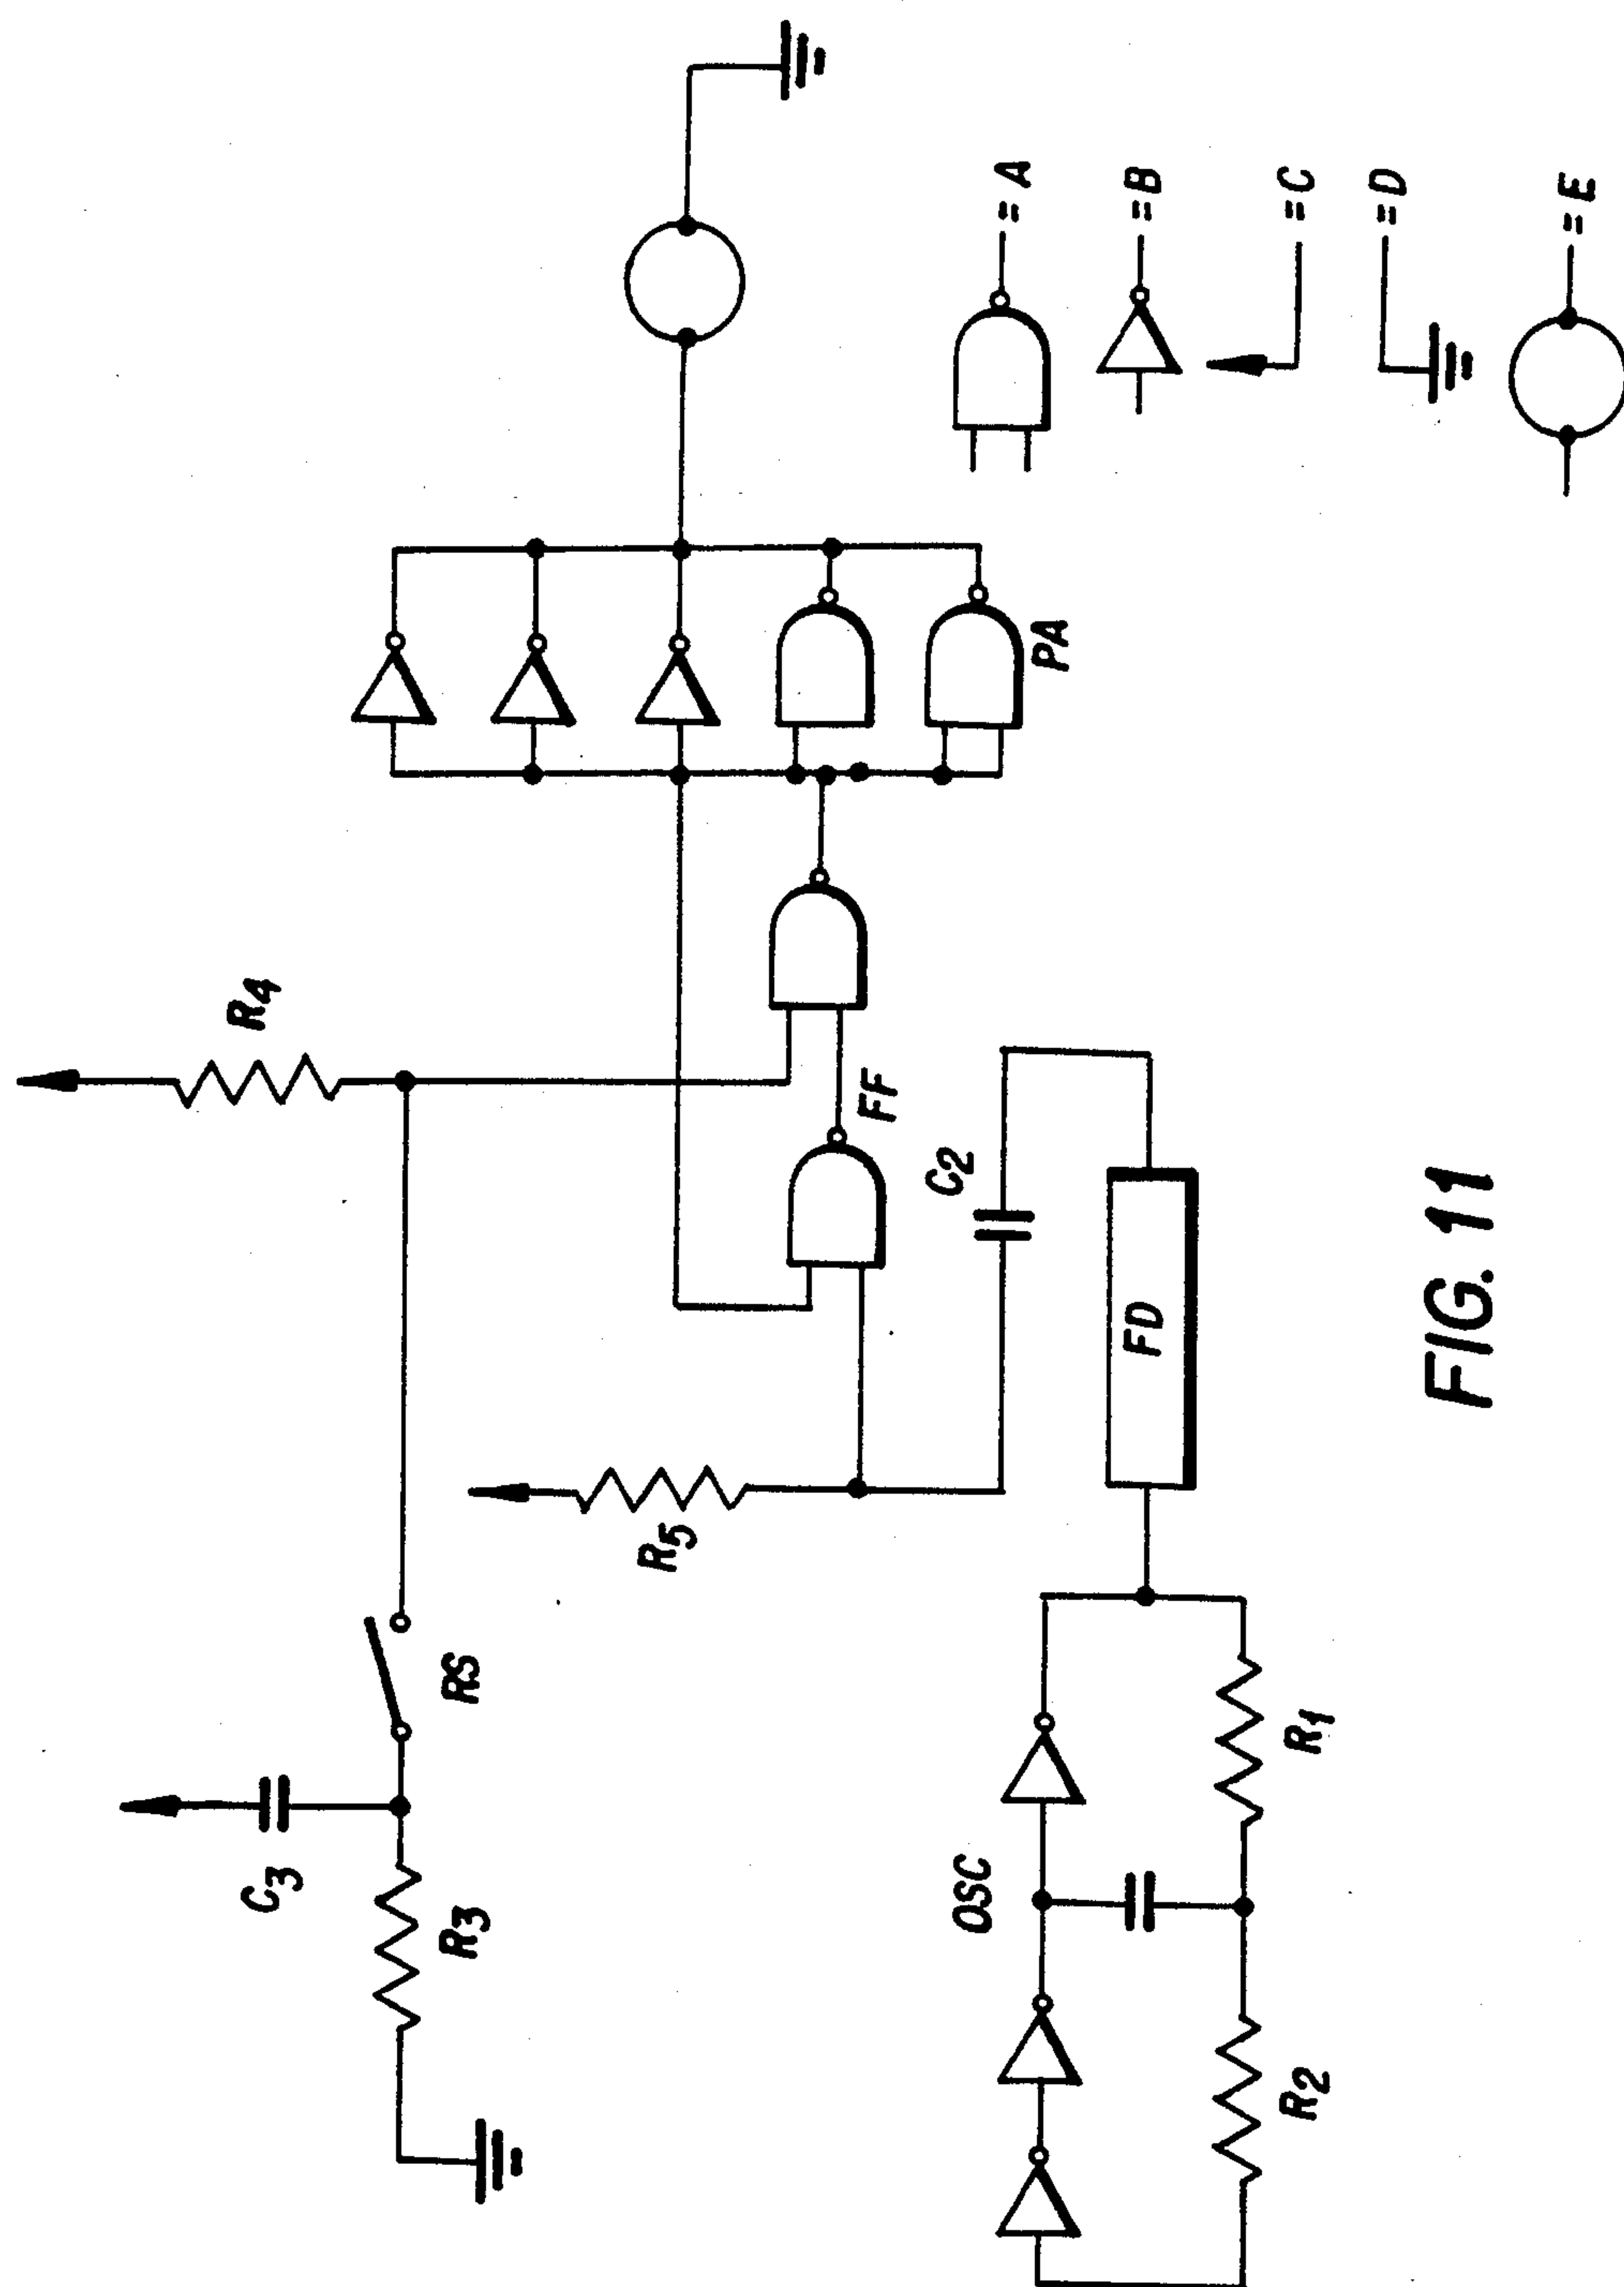 R4
C3
RS
R3
R5
FF
C2
PA
OSC
FD
R1
R2
= A
= B
= C
= D
= E
FIG. 11